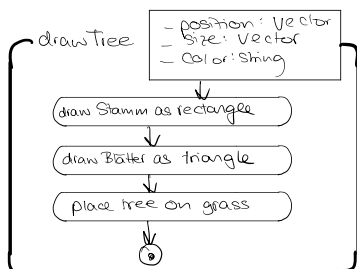 drawTree
- position: Vector
- size: Vector
- Color: String
draw Stamm as rectangle
draw Blätter as triangle
place tree on grass